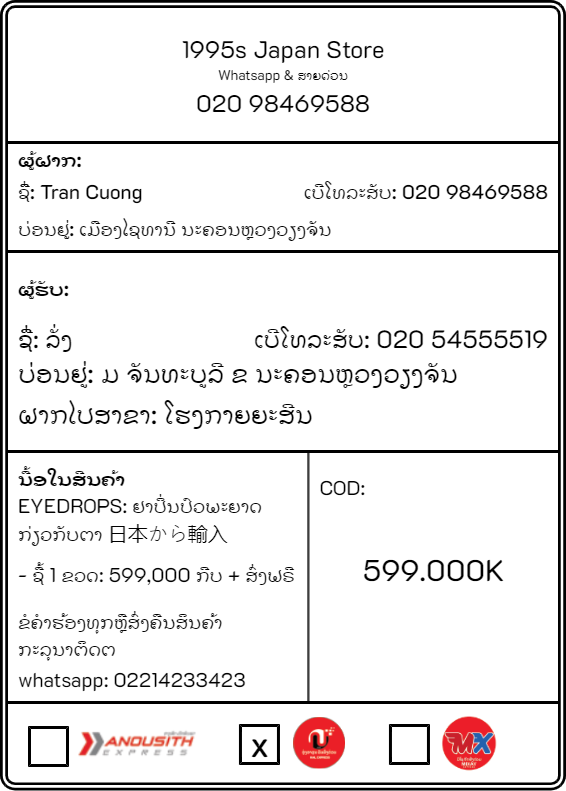 1995s Japan Store
Whatsapp & ສາຍດ່ວນ
020 98469588
ຜູ້ຝາກ:
ຊື່: Tran Cuong ເບີໂທລະສັບ: 020 98469588
ບ່ອນຢູ່: ເມືອງໄຊທານີ ນະຄອນຫຼວງວຽງຈັນ
ຜູ້ຮັບ:
ຊື່: ລັ່ງ ເບີໂທລະສັບ: 020 54555519
ບ່ອນຢູ່: ມ ຈັນທະບູລີ ຂ ນະຄອນຫຼວງວຽງຈັນ
ຝາກໄປສາຂາ: ໂຮງກາຍຍະສິນ
ເນື້ອໃນສິນຄ້າ
EYEDROPS: ຢາປິ່ນປົວພະຍາດ
ກ່ຽວກັບຕາ 日本から輸入
- ຊື້ 1 ຂວດ: 599,000 ກີບ + ສົ່ງຟຣີ
ຂໍຄຳຮ້ອງທຸກຫຼືສົ່ງຄືນສິນຄ້າ
ກະລຸນາຕິດຕ
whatsapp: 02214233423
COD:
599.000K
ANOUSITH
EXPRESS
x
HAL EXPRESS
MX